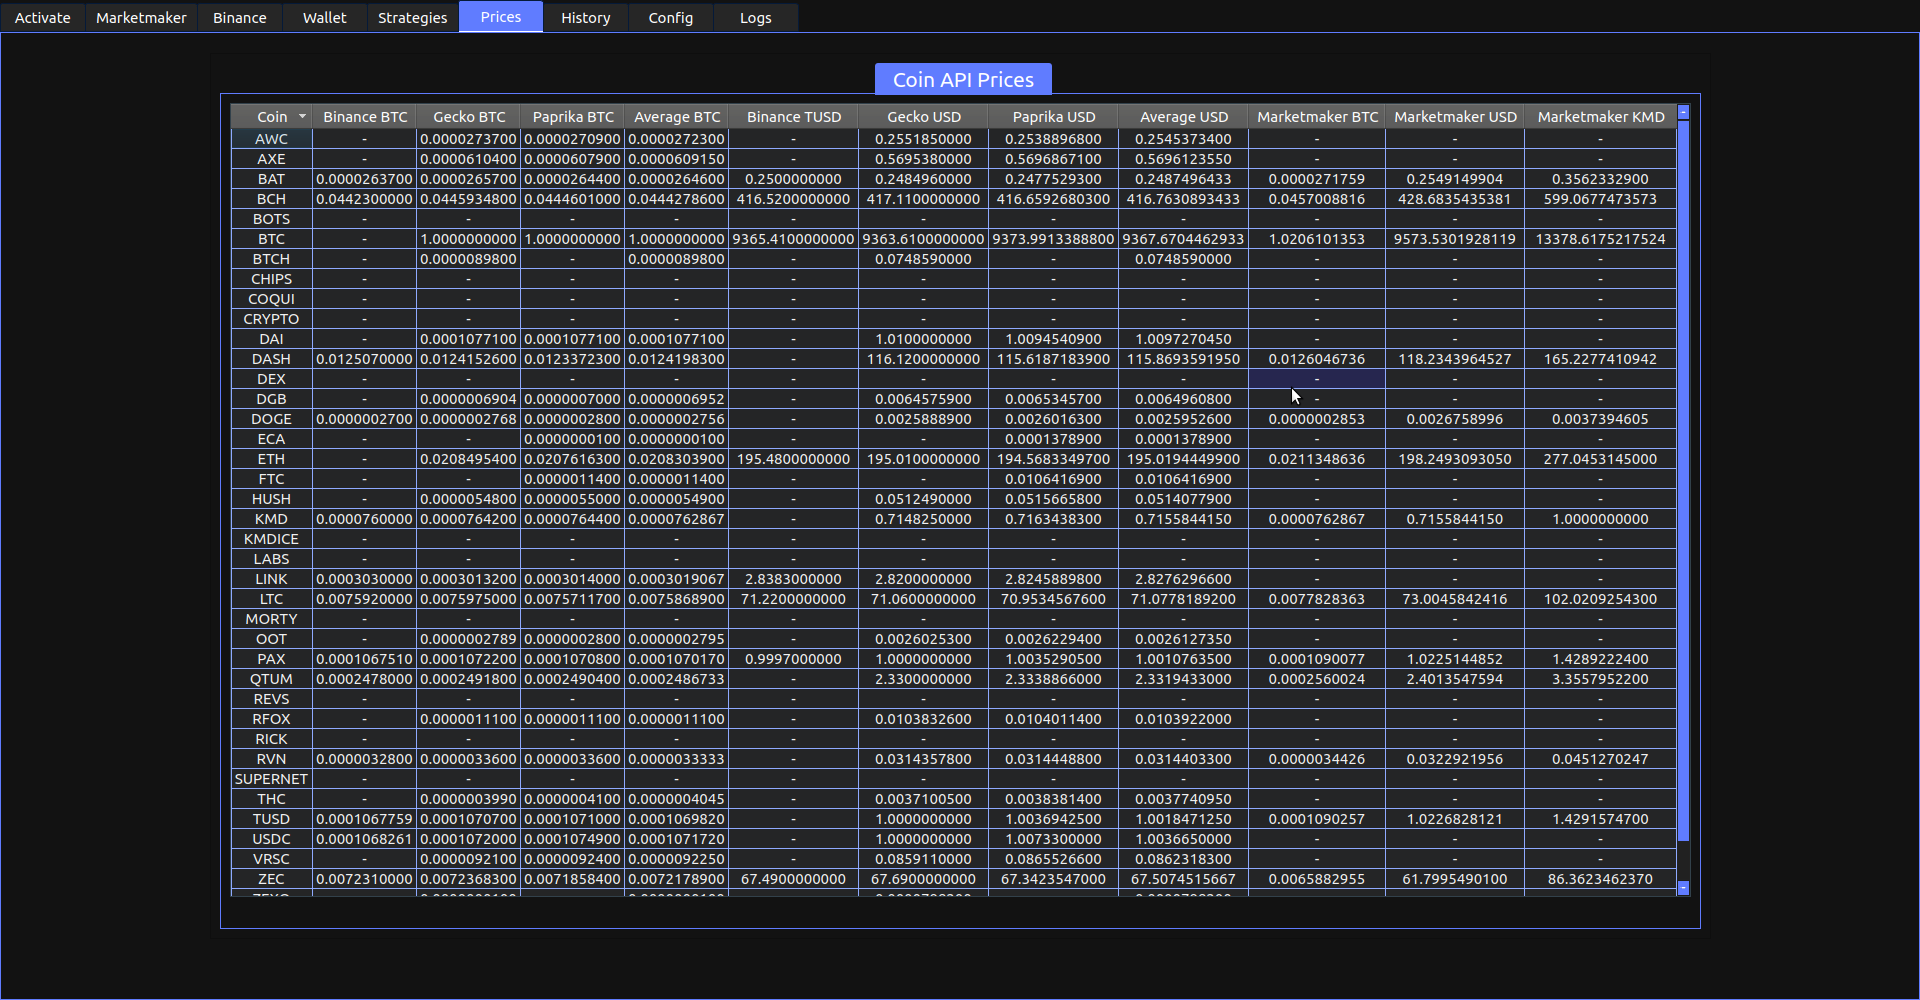 Activate Marketmaker Binance Wallet Strategies Prices History Config Logs
Coin API Prices
Coin Binance BTC Gecko BTC Paprika BTC Average BTC Binance TUSD Gecko USD Paprika USD Average USD Marketmaker BTC Marketmaker USD Marketmaker KMD
AWC - 0.0000273700 0.0000270900 0.0000272300 - 0.2551850000 0.2538896800 0.2545373400 - - -
AXE - 0.0000610400 0.0000607900 0.0000609150 - 0.5695380000 0.5696867100 0.5696123550 - - -
BAT 0.0000263700 0.0000265700 0.0000264400 0.0000264600 0.2500000000 0.2484960000 0.2477529300 0.2487496433 0.0000271759 0.2549149904 0.3562332900
BCH 0.0442300000 0.0445934800 0.0444601000 0.0444278600 416.5200000000 417.1100000000 416.6592680300 416.7630893433 0.0457008816 428.6835435381 599.0677473573
BOTS - - - - - - - - - - -
BTC - 1.0000000000 1.0000000000 1.0000000000 9365.4100000000 9363.6100000000 9373.9913388800 9367.6704462933 1.0206101353 9573.5301928119 13378.6175217524
BTCH - 0.0000089800 - 0.0000089800 - 0.0748590000 - 0.0748590000 - - -
CHIPS - - - - - - - - - - -
COQUI - - - - - - - - - - -
CRYPTO - - - - - - - - - - -
DAI - 0.0001077100 0.0001077100 0.0001077100 - 1.0100000000 1.0094540900 1.0097270450 - - -
DASH 0.0125070000 0.0124152600 0.0123372300 0.0124198300 - 116.1200000000 115.6187183900 115.8693591950 0.0126046736 118.2343964527 165.2277410942
DEX - - - - - - - - - - -
DGB - 0.0000006904 0.0000007000 0.0000006952 - 0.0064575900 0.0065345700 0.0064960800 - - -
DOGE 0.0000002700 0.0000002768 0.0000002800 0.0000002756 - 0.0025888900 0.0026016300 0.0025952600 0.0000002853 0.0026758996 0.0037394605
ECA - - 0.0000000100 0.0000000100 - - 0.0001378900 0.0001378900 - - -
ETH - 0.0208495400 0.0207616300 0.0208303900 195.4800000000 195.0100000000 194.5683349700 195.0194449900 0.0211348636 198.2493093050 277.0453145000
FTC - - 0.0000011400 0.0000011400 - - 0.0106416900 0.0106416900 - - -
HUSH - 0.0000054800 0.0000055000 0.0000054900 - 0.0512490000 0.0515665800 0.0514077900 - - -
KMD 0.0000760000 0.0000764200 0.0000764400 0.0000762867 - 0.7148250000 0.7163438300 0.7155844150 0.0000762867 0.7155844150 1.0000000000
KMDICE - - - - - - - - - - -
LABS - - - - - - - - - - -
LINK 0.0003030000 0.0003013200 0.0003014000 0.0003019067 2.8383000000 2.8200000000 2.8245889800 2.8276296600 - - -
LTC 0.0075920000 0.0075975000 0.0075711700 0.0075868900 71.2200000000 71.0600000000 70.9534567600 71.0778189200 0.0077828363 73.0045842416 102.0209254300
MORTY - - - - - - - - - - -
OOT - 0.0000002789 0.0000002800 0.0000002795 - 0.0026025300 0.0026229400 0.0026127350 - - -
PAX 0.0001067510 0.0001072200 0.0001070800 0.0001070170 0.9997000000 1.0000000000 1.0035290500 1.0010763500 0.0001090077 1.0225144852 1.4289222400
QTUM 0.0002478000 0.0002491800 0.0002490400 0.0002486733 - 2.3300000000 2.3338866000 2.3319433000 0.0002560024 2.4013547594 3.3557952200
REVS - - - - - - - - - - -
RFOX - 0.0000011100 0.0000011100 0.0000011100 - 0.0103832600 0.0104011400 0.0103922000 - - -
RICK - - - - - - - - - - -
RVN 0.0000032800 0.0000033600 0.0000033600 0.0000033333 - 0.0314357800 0.0314448800 0.0314403300 0.0000034426 0.0322921956 0.0451270247
SUPERNET - - - - - - - - - - -
THC - 0.0000003990 0.0000004100 0.0000004045 - 0.0037100500 0.0038381400 0.0037740950 - - -
TUSD 0.0001067759 0.0001070700 0.0001071000 0.0001069820 - 1.0000000000 1.0036942500 1.0018471250 0.0001090257 1.0226828121 1.4291574700
USDC 0.0001068261 0.0001072000 0.0001074900 0.0001071720 - 1.0000000000 1.0073300000 1.0036650000 - - -
VRSC - 0.0000092100 0.0000092400 0.0000092250 - 0.0859110000 0.0865526600 0.0862318300 - - -
ZEC 0.0072310000 0.0072368300 0.0071858400 0.0072178900 67.4900000000 67.6900000000 67.3423547000 67.5074515667 0.0065882955 61.7995490100 86.3623462370